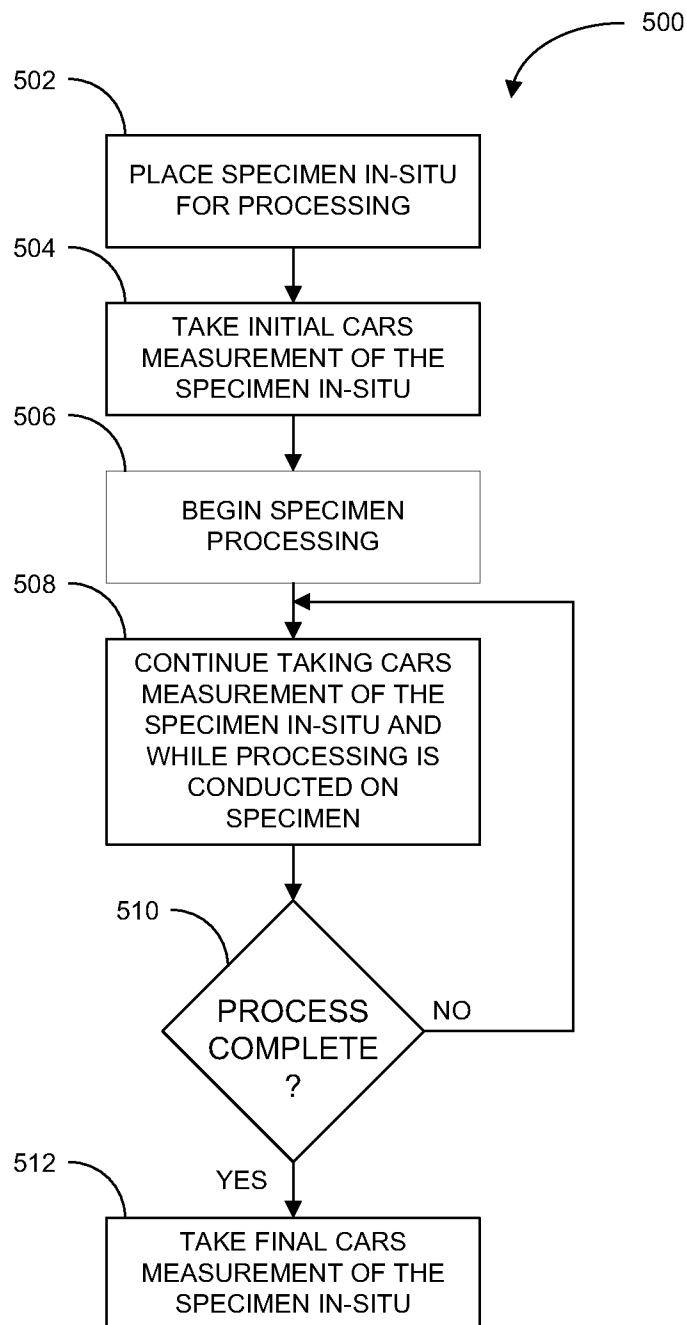 500
502
PLACE SPECIMEN IN-SITU
FOR PROCESSING
504
TAKE INITIAL CARS
MEASUREMENT OF THE
SPECIMEN IN-SITU
506
BEGIN SPECIMEN
PROCESSING
508
CONTINUE TAKING CARS
MEASUREMENT OF THE
SPECIMEN IN-SITU AND
WHILE PROCESSING IS
CONDUCTED ON
SPECIMEN
510
PROCESS
COMPLETE
?
NO
YES
512
TAKE FINAL CARS
MEASUREMENT OF THE
SPECIMEN IN-SITU